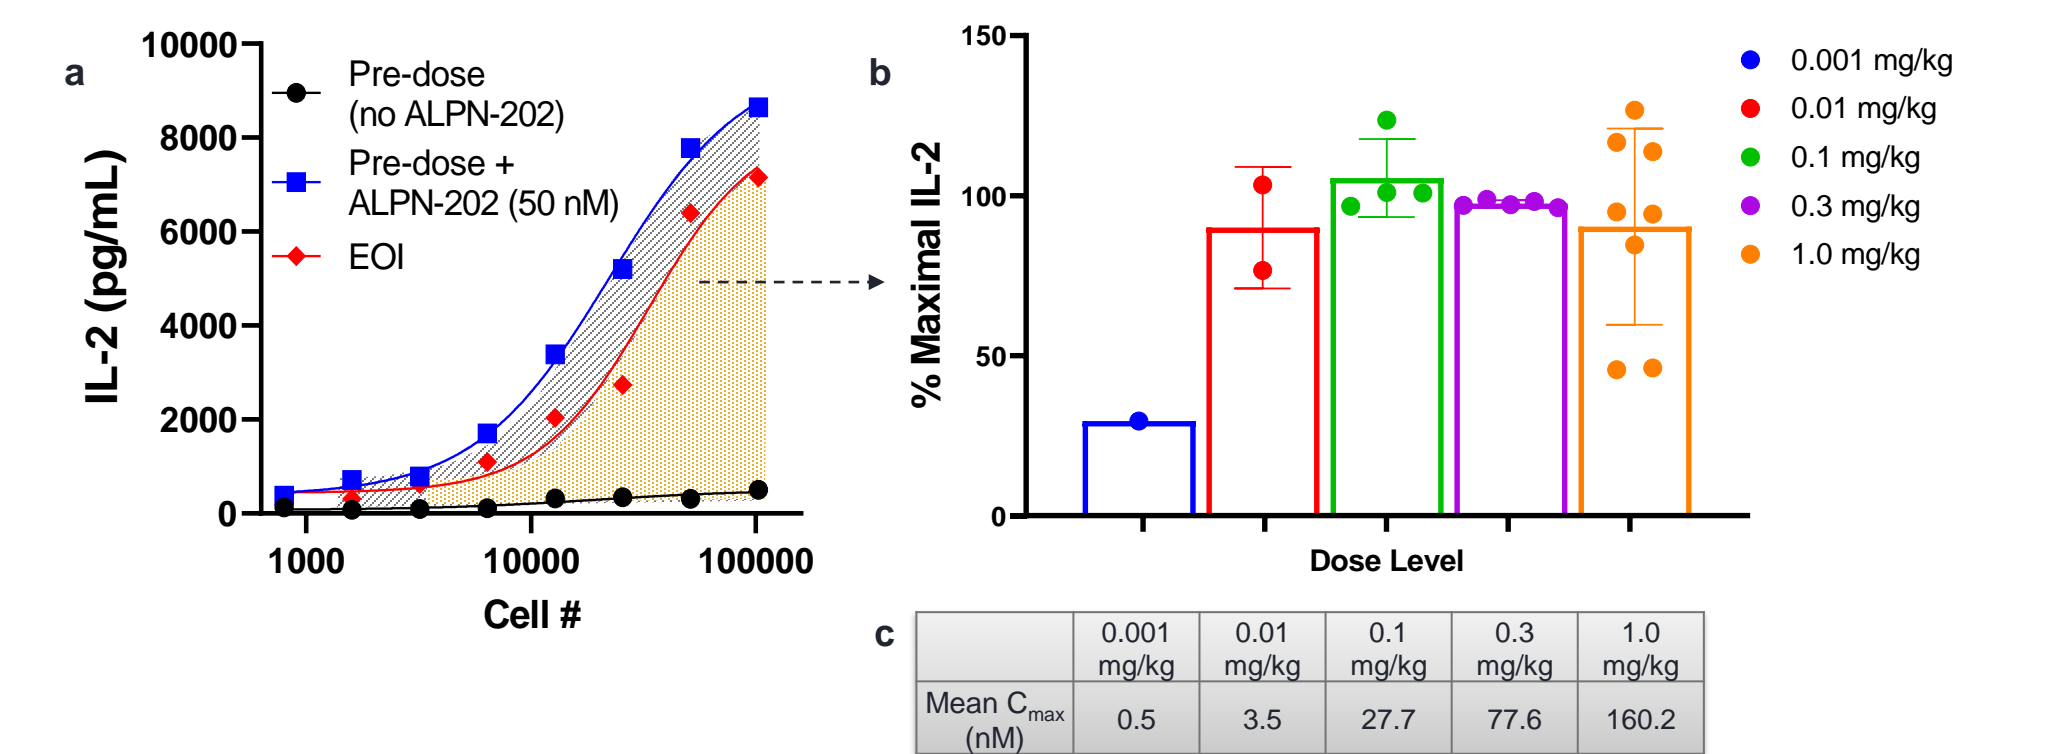 a
10000
8000
6000
4000
2000
0
IL-2 (pg/mL)
Pre-dose
(no ALPN-202)
Pre-dose +
ALPN-202 (50 nM)
EOI
1000 10000 100000
Cell #
b
150
100
50
0
% Maximal IL-2
Dose Level
0.001 mg/kg
0.01 mg/kg
0.1 mg/kg
0.3 mg/kg
1.0 mg/kg
c
0.001 0.01 0.1 0.3 1.0
mg/kg mg/kg mg/kg mg/kg mg/kg
Mean Cmax
(nM)
0.5 3.5 27.7 77.6 160.2